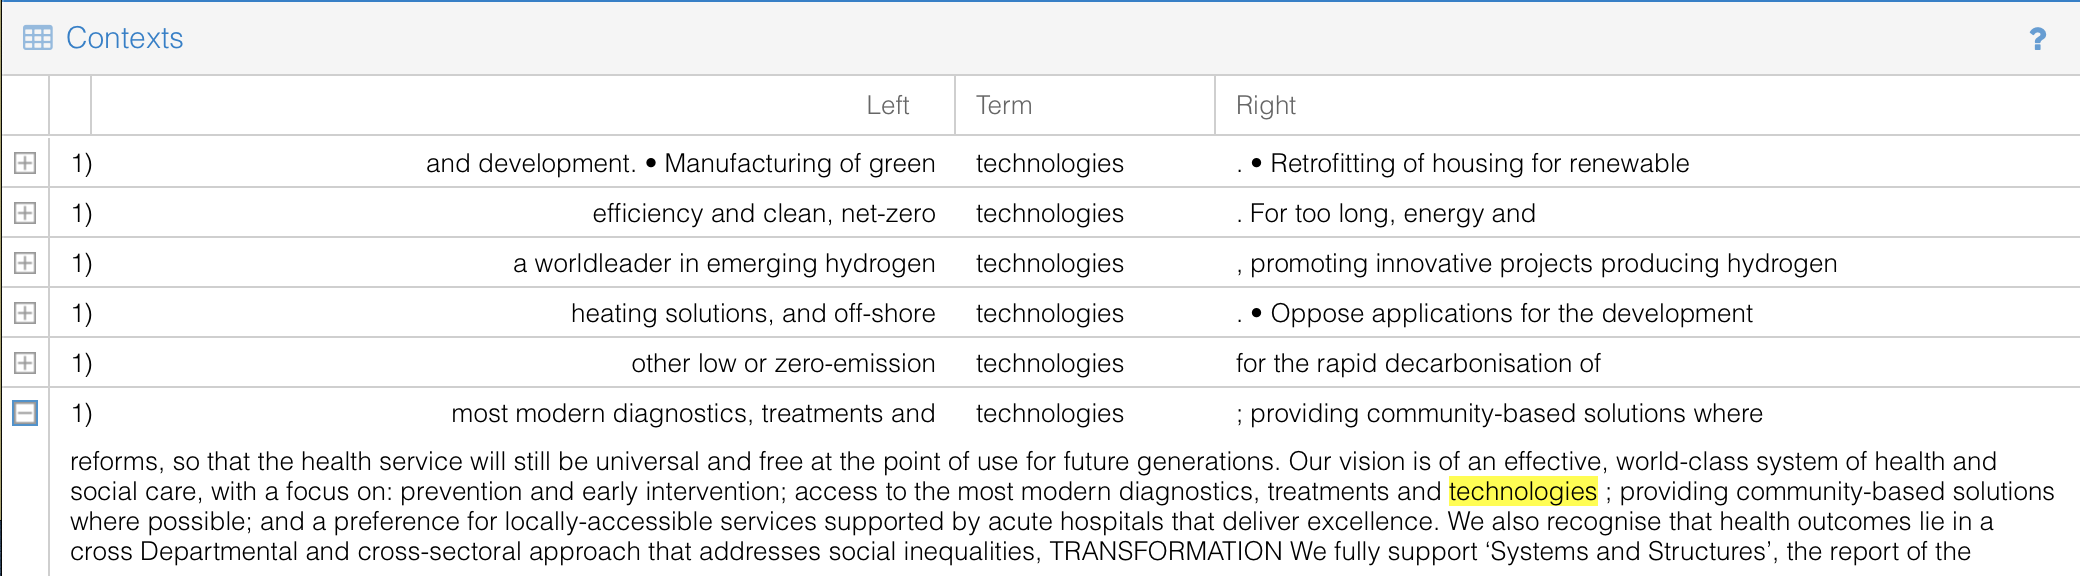 Contexts ?
Left Term Right
1) and development. • Manufacturing of green technologies . • Retrofitting of housing for renewable
1) efficiency and clean, net-zero technologies . For too long, energy and
1) a worldleader in emerging hydrogen technologies , promoting innovative projects producing hydrogen
1) heating solutions, and off-shore technologies . • Oppose applications for the development
1) other low or zero-emission technologies for the rapid decarbonisation of
1) most modern diagnostics, treatments and technologies ; providing community-based solutions where
reforms, so that the health service will still be universal and free at the point of use for future generations. Our vision is of an effective, world-class system of health and
social care, with a focus on: prevention and early intervention; access to the most modern diagnostics, treatments and technologies ; providing community-based solutions
where possible; and a preference for locally-accessible services supported by acute hospitals that deliver excellence. We also recognise that health outcomes lie in a
cross Departmental and cross-sectoral approach that addresses social inequalities, TRANSFORMATION We fully support ‘Systems and Structures’, the report of the